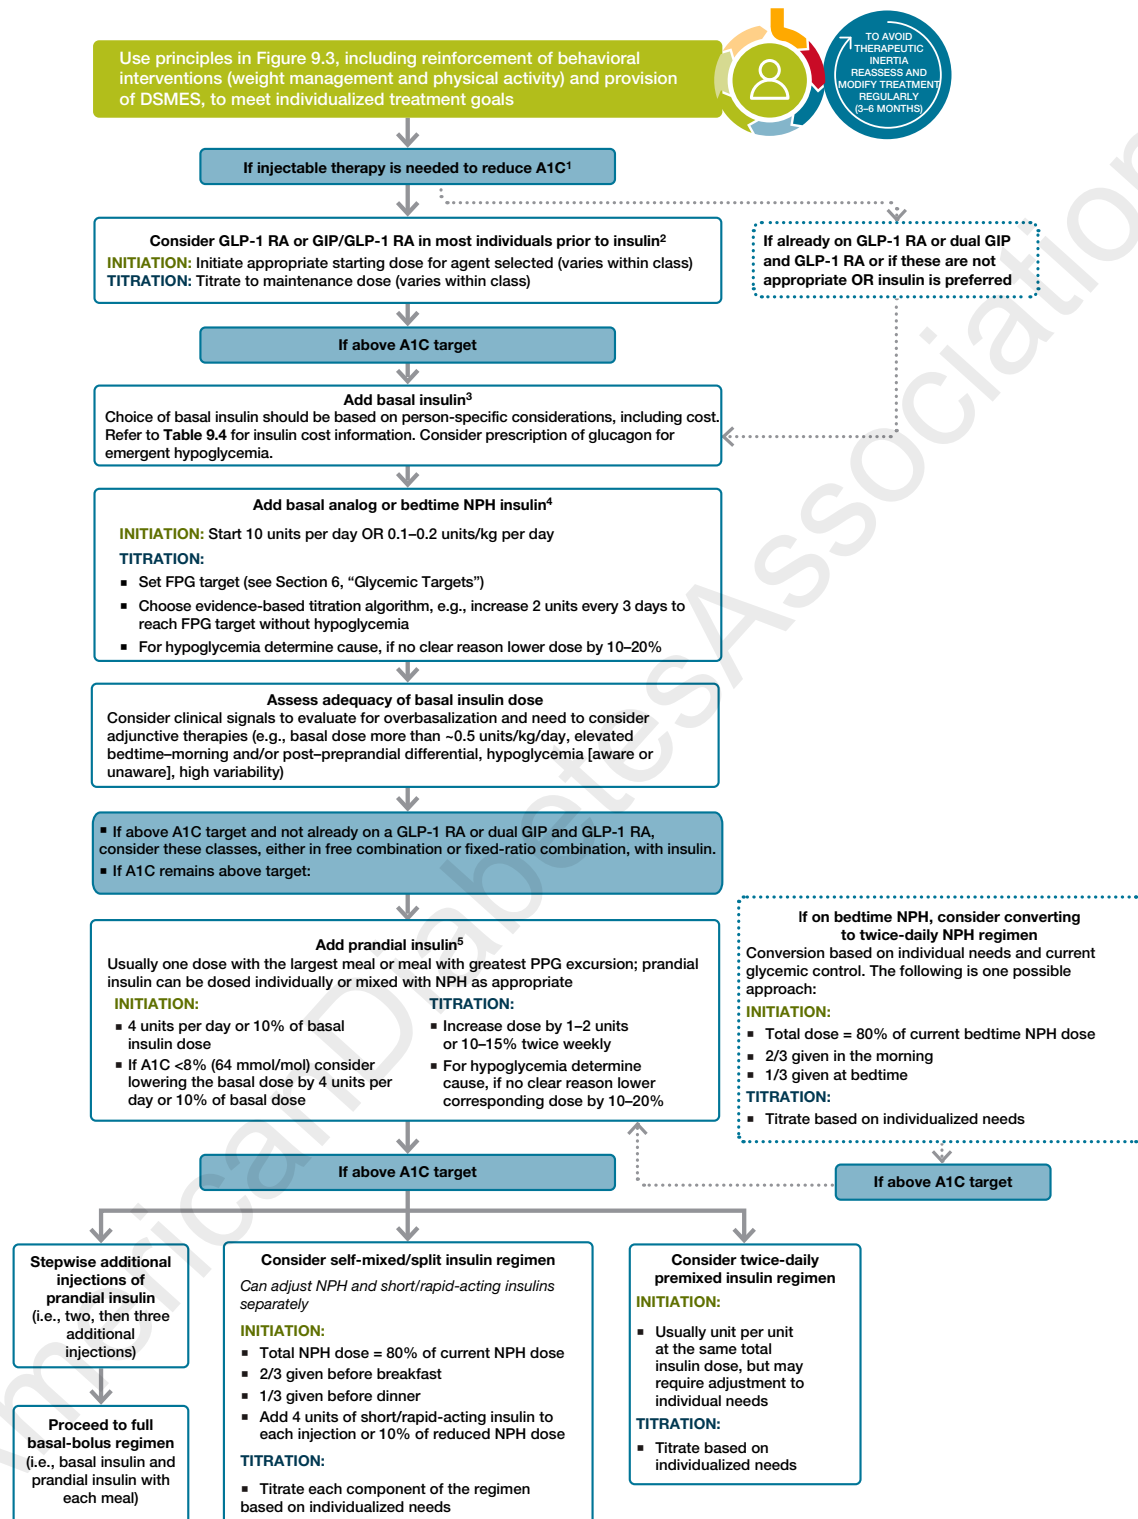 Use principles in Figure 9.3, including reinforcement of behavioral
interventions (weight management and physical activity) and provision
of DSMES, to meet individualized treatment goals
TO AVOID
THERAPEUTIC
INERTIA
REASSESS AND
MODIFY TREATMENT
REGULARLY
(3–6 MONTHS)
If injectable therapy is needed to reduce A1C¹
Consider GLP-1 RA or GIP/GLP-1 RA in most individuals prior to insulin²
INITIATION: Initiate appropriate starting dose for agent selected (varies within class)
TITRATION: Titrate to maintenance dose (varies within class)
If already on GLP-1 RA or dual GIP
and GLP-1 RA or if these are not
appropriate OR insulin is preferred
If above A1C target
Add basal insulin³
Choice of basal insulin should be based on person-specific considerations, including cost.
Refer to Table 9.4 for insulin cost information. Consider prescription of glucagon for
emergent hypoglycemia.
Add basal analog or bedtime NPH insulin⁴
INITIATION: Start 10 units per day OR 0.1–0.2 units/kg per day
TITRATION:
▪ Set FPG target (see Section 6, “Glycemic Targets”)
▪ Choose evidence-based titration algorithm, e.g., increase 2 units every 3 days to
reach FPG target without hypoglycemia
▪ For hypoglycemia determine cause, if no clear reason lower dose by 10–20%
Assess adequacy of basal insulin dose
Consider clinical signals to evaluate for overbasalization and need to consider
adjunctive therapies (e.g., basal dose more than ~0.5 units/kg/day, elevated
bedtime–morning and/or post–preprandial differential, hypoglycemia [aware or
unaware], high variability)
▪ If above A1C target and not already on a GLP-1 RA or dual GIP and GLP-1 RA,
consider these classes, either in free combination or fixed-ratio combination, with insulin.
▪ If A1C remains above target:
Add prandial insulin⁵
Usually one dose with the largest meal or meal with greatest PPG excursion; prandial
insulin can be dosed individually or mixed with NPH as appropriate
INITIATION:
▪ 4 units per day or 10% of basal
insulin dose
▪ If A1C <8% (64 mmol/mol) consider
lowering the basal dose by 4 units per
day or 10% of basal dose
TITRATION:
▪ Increase dose by 1–2 units
or 10–15% twice weekly
▪ For hypoglycemia determine
cause, if no clear reason lower
corresponding dose by 10–20%
If on bedtime NPH, consider converting
to twice-daily NPH regimen
Conversion based on individual needs and current
glycemic control. The following is one possible
approach:
INITIATION:
▪ Total dose = 80% of current bedtime NPH dose
▪ 2/3 given in the morning
▪ 1/3 given at bedtime
TITRATION:
▪ Titrate based on individualized needs
If above A1C target
If above A1C target
Stepwise additional
injections of
prandial insulin
(i.e., two, then three
additional
injections)
Proceed to full
basal-bolus regimen
(i.e., basal insulin and
prandial insulin with
each meal)
Consider self-mixed/split insulin regimen
Can adjust NPH and short/rapid-acting insulins
separately
INITIATION:
▪ Total NPH dose = 80% of current NPH dose
▪ 2/3 given before breakfast
▪ 1/3 given before dinner
▪ Add 4 units of short/rapid-acting insulin to
each injection or 10% of reduced NPH dose
TITRATION:
▪ Titrate each component of the regimen
based on individualized needs
Consider twice-daily
premixed insulin regimen
INITIATION:
▪ Usually unit per unit
at the same total
insulin dose, but may
require adjustment to
individual needs
TITRATION:
▪ Titrate based on
individualized needs
American Diabetes Association